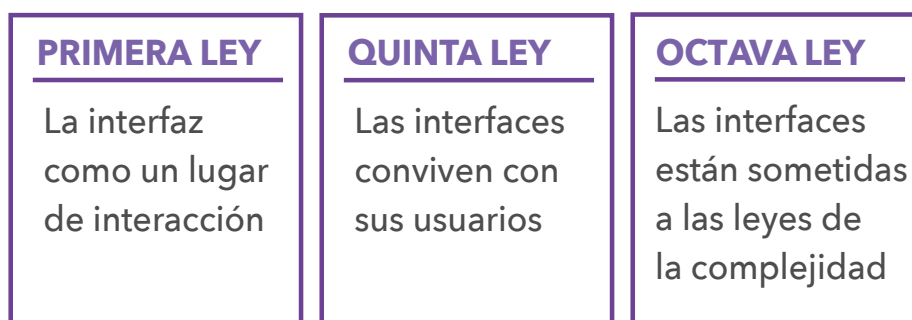 PRIMERA LEY
La interfaz
como un lugar
de interacción
QUINTA LEY
Las interfaces
conviven con
sus usuarios
OCTAVA LEY
Las interfaces
están sometidas
a las leyes de
la complejidad